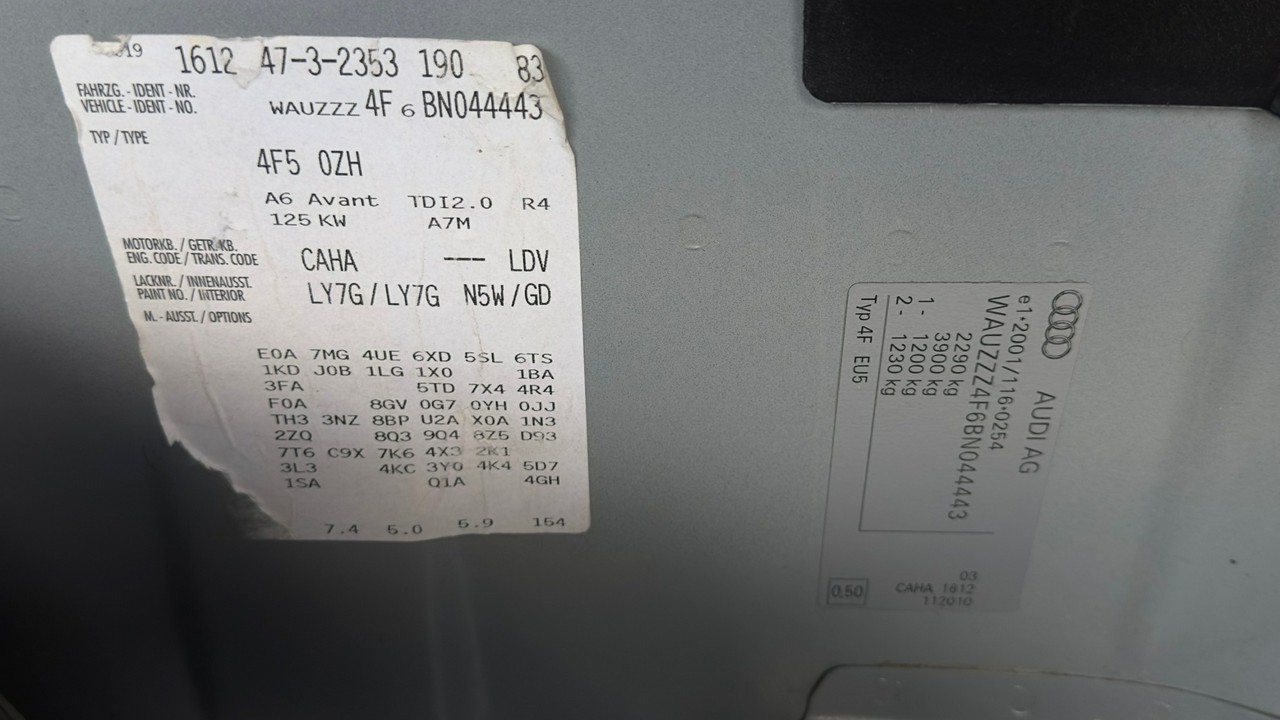 19 1612 47-3-2353 190 83
FAHRZG.-IDENT-NR.
VEHICLE-IDENT-NO. WAUZZZ 4F 6 BN044443
TYP / TYPE
4F5 0ZH
A6 Avant TDI2.0 R4
125 KW A7M
MOTORKB. / GETR.KB.
ENG.CODE / TRANS. CODE CAHA --- LDV
LACKNR. / INNENAUSST.
PAINT NO. / INTERIOR LY7G / LY7G N5W / GD
M.-AUSST. / OPTIONS
E0A 7MG 4UE 6XD 5SL 6TS
1KD J0B 1LG 1X0 1BA
3FA 5TD 7X4 4R4
F0A 8GV 0G7 0YH 0JJ
TH3 3NZ 8BP U2A X0A 1N3
2ZQ 8Q3 9Q4 8Z5 D93
7T6 C9X 7K6 4X3 2K1
3L3 4KC 3Y0 4K4 5D7
1SA Q1A 4GH
7.4 5.0 5.9 154
AUDI AG
e1*2001/116*0254
WAUZZZ4F6BN044443
2290 kg
3900 kg
1 - 1200 kg
2 - 1230 kg
Typ 4F EU5
03
CAHA 1612
112010
0.50